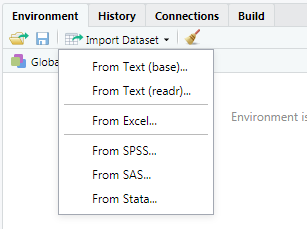 Environment History Connections Build
Import Dataset
Globa
From Text (base)...
From Text (readr)...
From Excel...
From SPSS...
From SAS...
From Stata...
Environment is